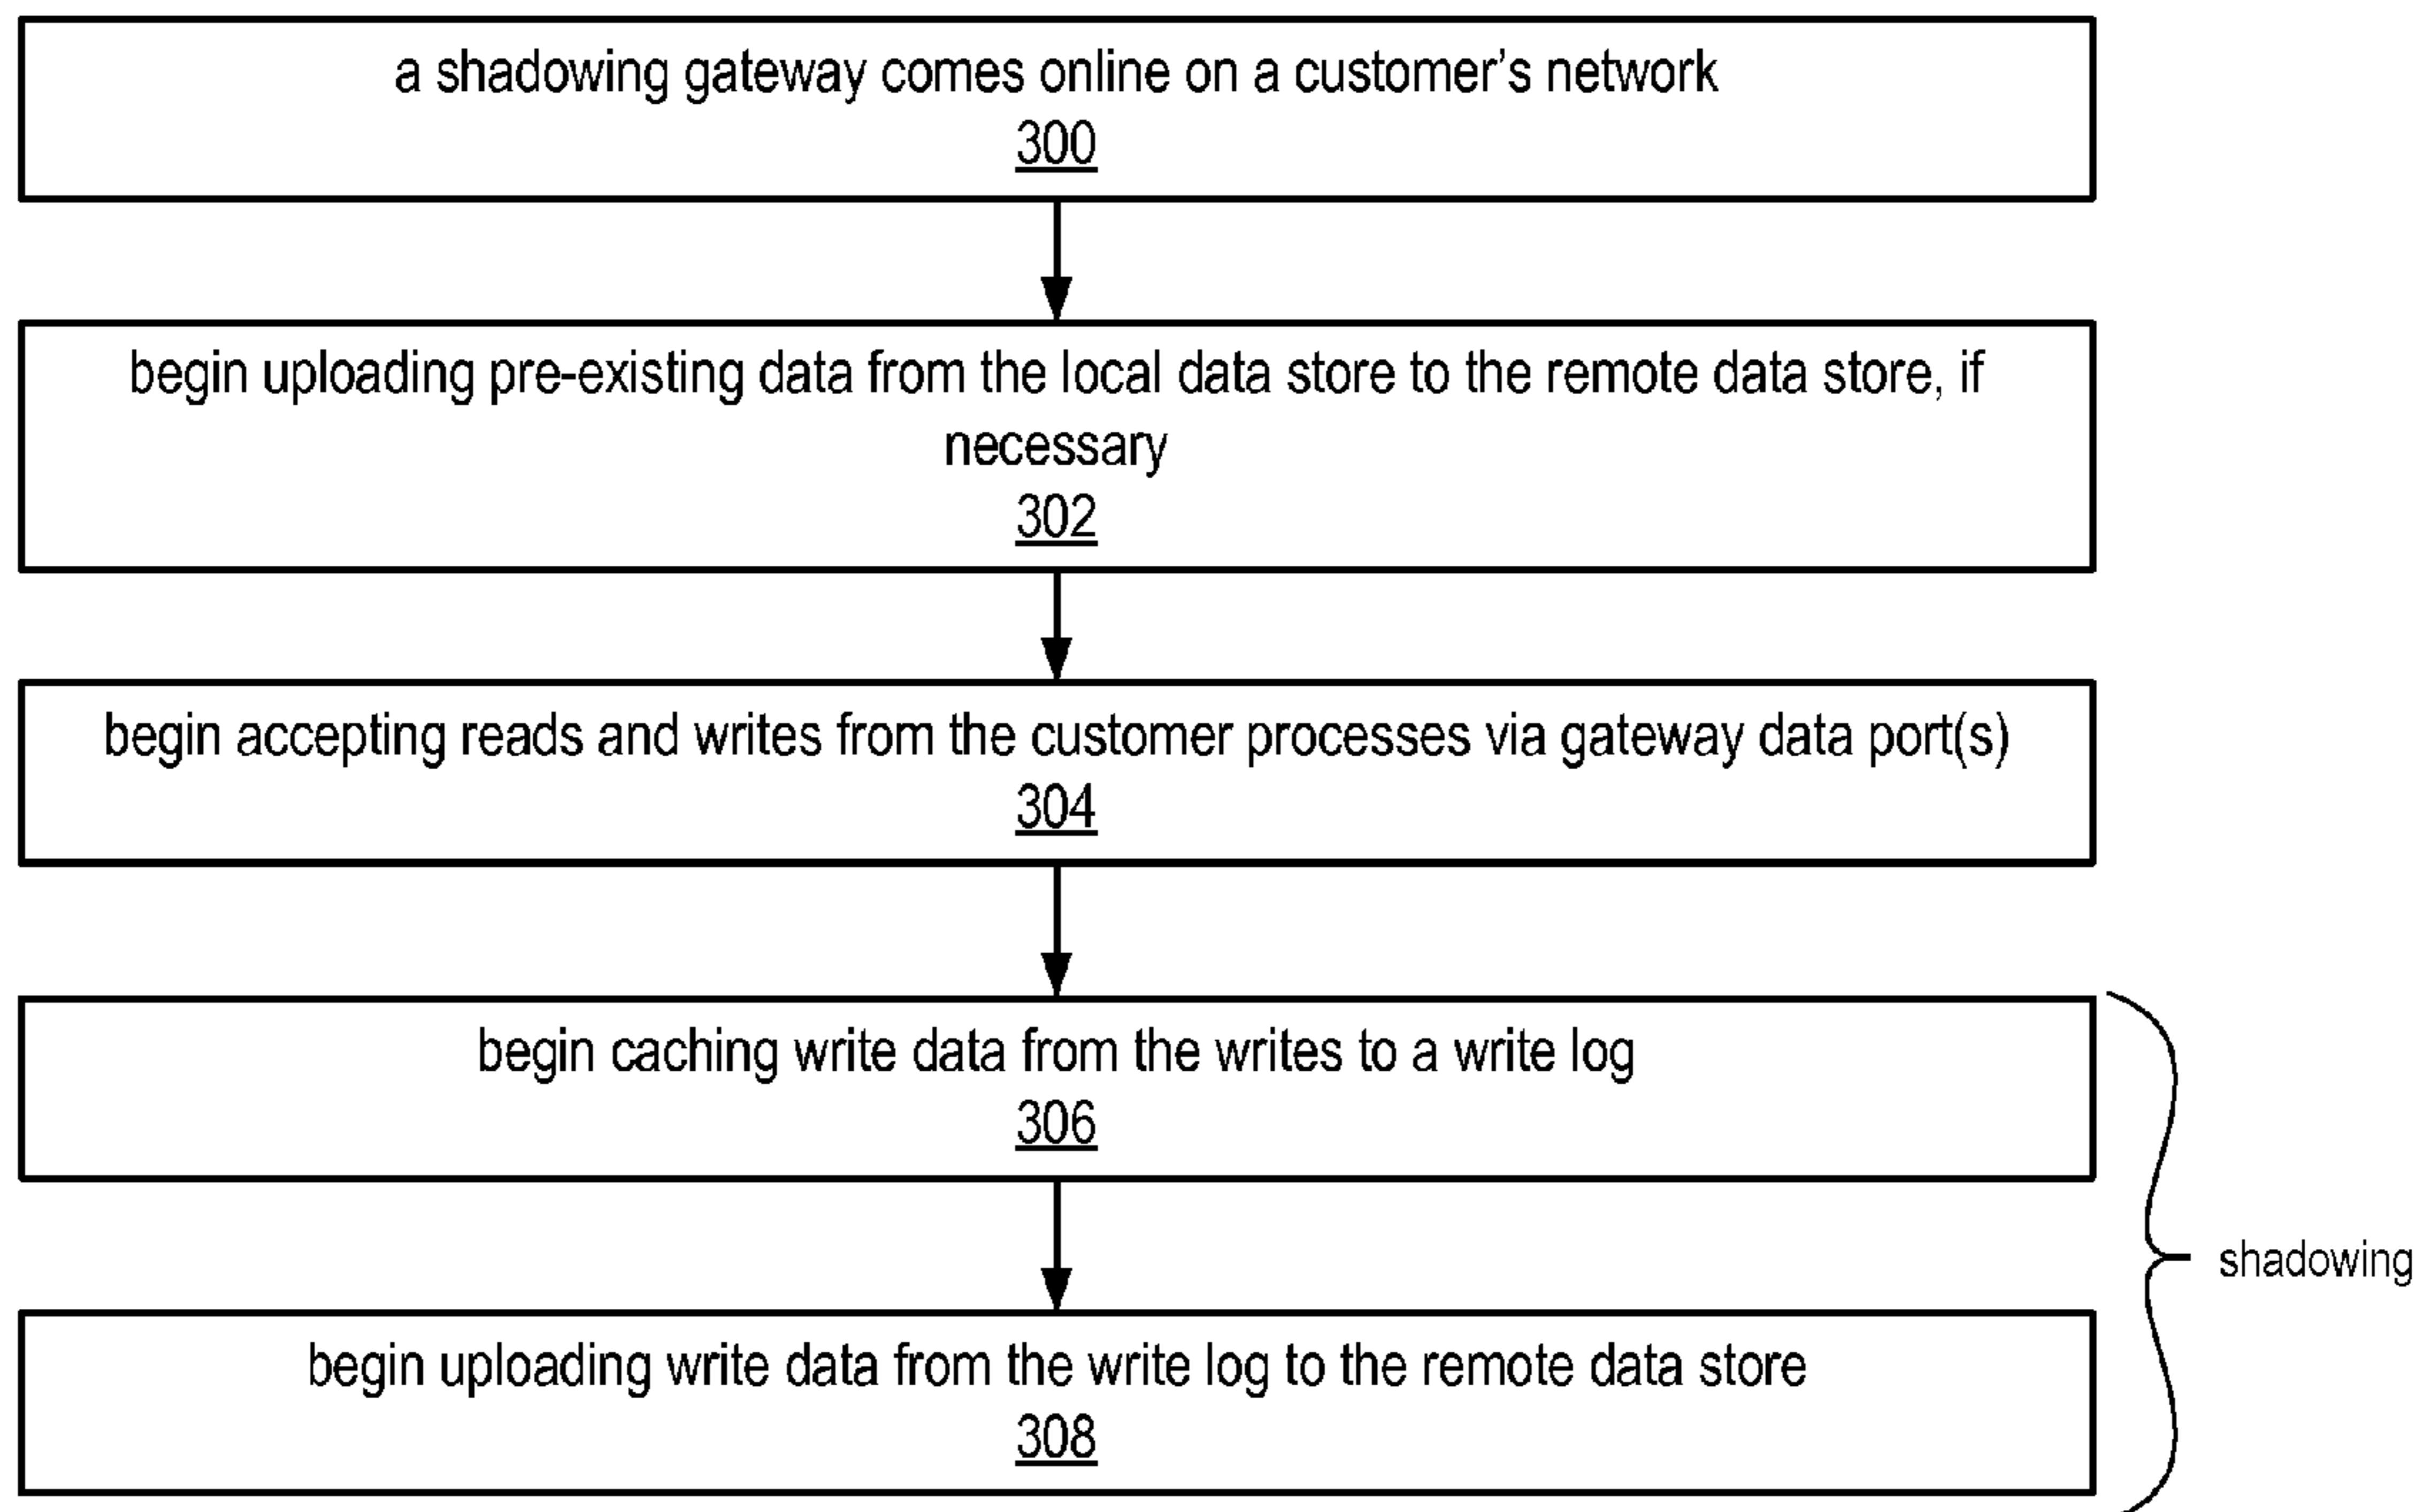 a shadowing gateway comes online on a customer’s network
300
begin uploading pre-existing data from the local data store to the remote data store, if
necessary
302
begin accepting reads and writes from the customer processes via gateway data port(s)
304
begin caching write data from the writes to a write log
306
shadowing
begin uploading write data from the write log to the remote data store
308